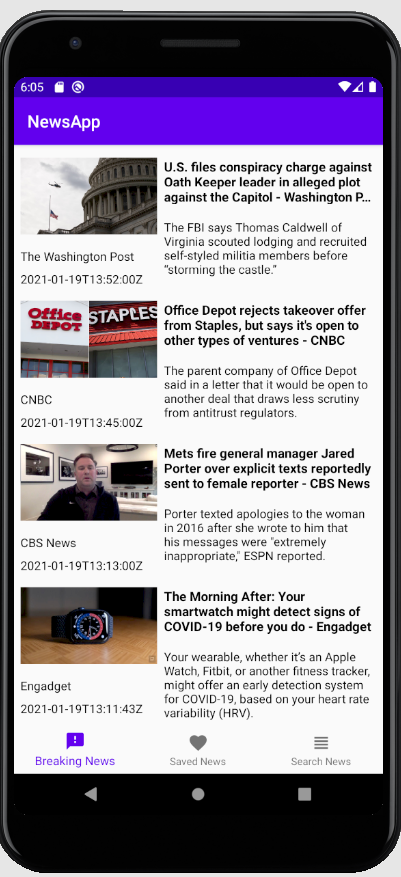 6:05
NewsApp
U.S. files conspiracy charge against
Oath Keeper leader in alleged plot
against the Capitol - Washington P...
The FBI says Thomas Caldwell of
Virginia scouted lodging and recruited
self-styled militia members before
“storming the castle.”
The Washington Post
2021-01-19T13:52:00Z
Office DEPOT
STAPLES
Office Depot rejects takeover offer
from Staples, but says it's open to
other types of ventures - CNBC
The parent company of Office Depot
said in a letter that it would be open to
another deal that draws less scrutiny
from antitrust regulators.
CNBC
2021-01-19T13:45:00Z
Mets fire general manager Jared
Porter over explicit texts reportedly
sent to female reporter - CBS News
Porter texted apologies to the woman
in 2016 after she wrote to him that
his messages were "extremely
inappropriate," ESPN reported.
CBS News
2021-01-19T13:13:00Z
The Morning After: Your
smartwatch might detect signs of
COVID-19 before you do - Engadget
Your wearable, whether it’s an Apple
Watch, Fitbit, or another fitness tracker,
might offer an early detection system
for COVID-19, based on your heart rate
variability (HRV).
Engadget
2021-01-19T13:11:43Z
Breaking News
Saved News
Search News